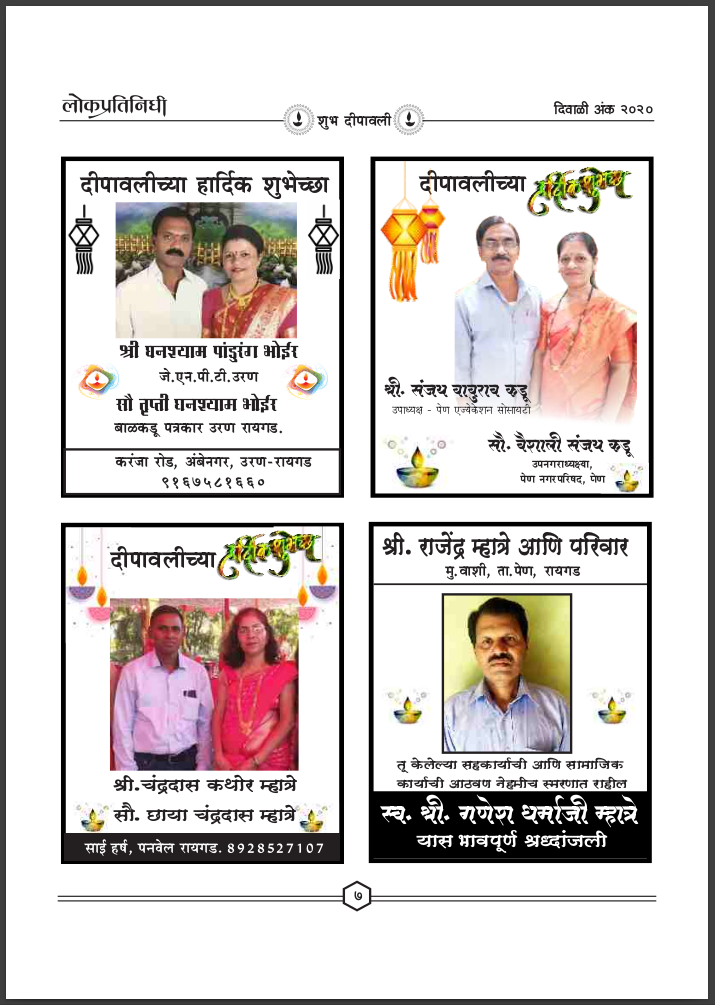 लोकप्रतिनिधी
शुभ दीपावली
दिवाळी अंक २०२०
दीपावलीच्या हार्दिक शुभेच्छा
श्री घनश्याम पांडुरंग भोईर
जे.एन.पी.टी.उरण
सौ तृप्ती घनश्याम भोईर
बाळकडू पत्रकार उरण रायगड.
करंजा रोड, अंबेनगर, उरण-रायगड
९१६७५८१६६०
दीपावलीच्या हार्दिक शुभेच्छा
श्री. संजय बाबुराव कडू
उपाध्यक्ष - पेण एज्येकेशन सोसायटी
सौ. वैशाली संजय कडू
उपनगराध्यक्ष्या,
पेण नगरपरिषद, पेण
दीपावलीच्या हार्दिक शुभेच्छा
श्री.चंद्रदास कथोर म्हात्रे
सौ. छाया चंद्रदास म्हात्रे
साई हर्ष, पनवेल रायगड. 8928527107
श्री. राजेंद्र म्हात्रे आणि परिवार
मु.वाशी, ता.पेण, रायगड
तू केलेल्या सहकार्याची आणि सामाजिक
कार्याची आठवण नेहमीच स्मरणात राहील
स्व. श्री. गणेश धर्माजी म्हात्रे
यास भावपूर्ण श्रध्दांजली
७